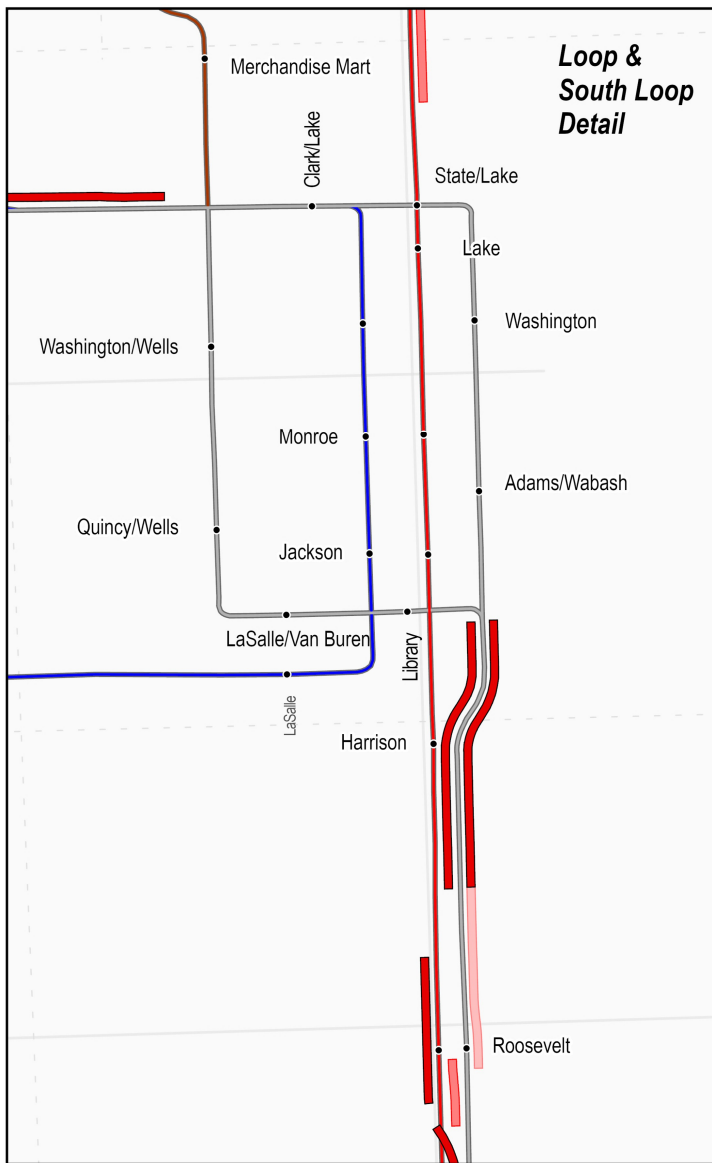 Loop &
South Loop
Detail
Merchandise Mart
Clark/Lake
State/Lake
Lake
Washington
Washington/Wells
Monroe
Adams/Wabash
Quincy/Wells
Jackson
LaSalle/Van Buren
Library
LaSalle
Harrison
Roosevelt